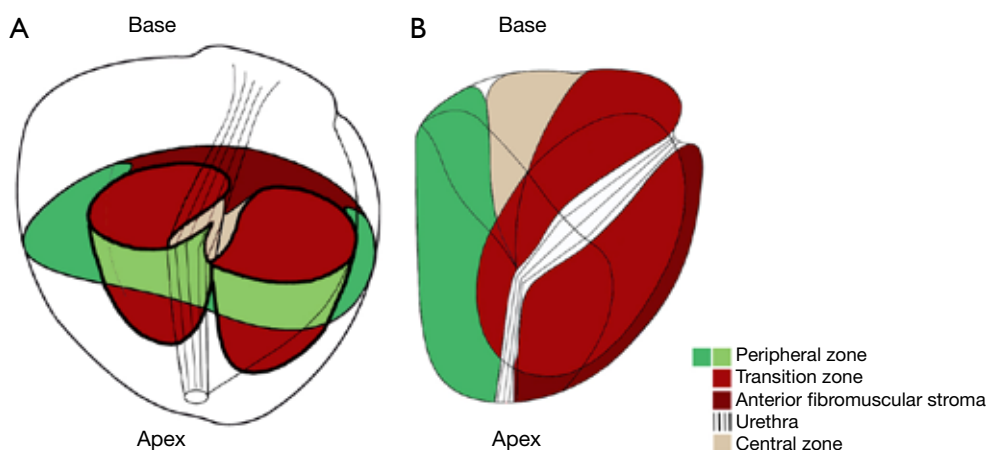 A
Base
Apex
B
Base
Apex
Peripheral zone
Transition zone
Anterior fibromuscular stroma
Urethra
Central zone